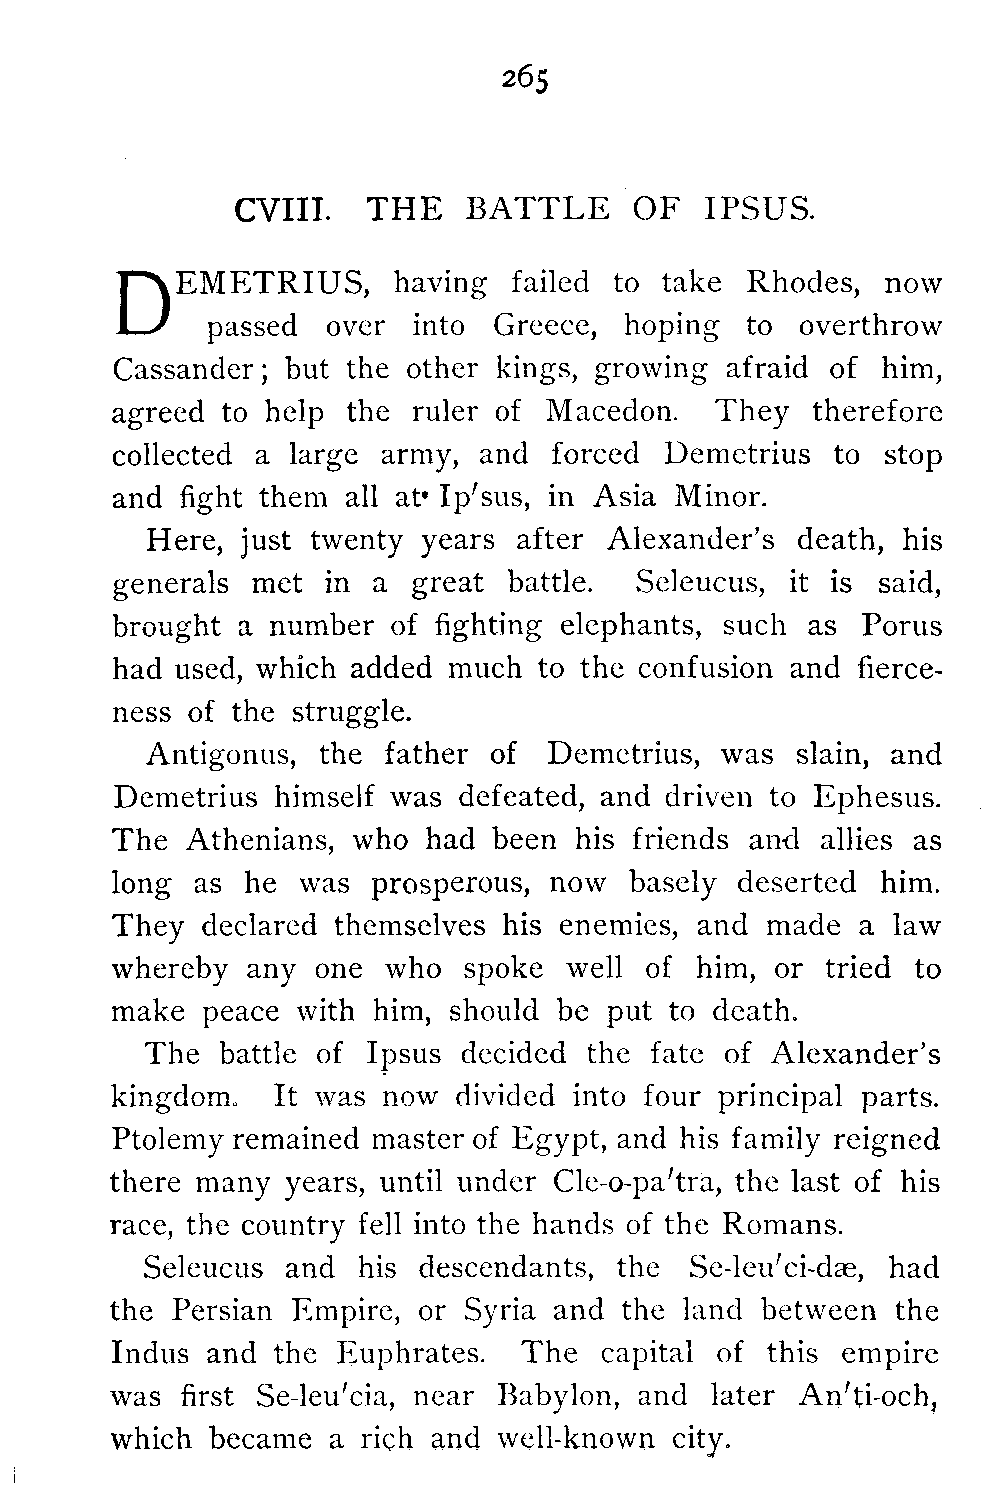 265
CVIII. THE BATTLE OF IPSUS.
DEMETRIUS, having failed to take Rhodes, now
passed over into Greece, hoping to overthrow
Cassander; but the other kings, growing afraid of him,
agreed to help the ruler of Macedon. They therefore
collected a large army, and forced Demetrius to stop
and fight them all at Ip′sus, in Asia Minor.
Here, just twenty years after Alexander's death, his
generals met in a great battle. Seleucus, it is said,
brought a number of fighting elephants, such as Porus
had used, which added much to the confusion and fierce-
ness of the struggle.
Antigonus, the father of Demetrius, was slain, and
Demetrius himself was defeated, and driven to Ephesus.
The Athenians, who had been his friends and allies as
long as he was prosperous, now basely deserted him.
They declared themselves his enemies, and made a law
whereby any one who spoke well of him, or tried to
make peace with him, should be put to death.
The battle of Ipsus decided the fate of Alexander's
kingdom. It was now divided into four principal parts.
Ptolemy remained master of Egypt, and his family reigned
there many years, until under Cle-o-pa′tra, the last of his
race, the country fell into the hands of the Romans.
Seleucus and his descendants, the Se-leu′ci-dæ, had
the Persian Empire, or Syria and the land between the
Indus and the Euphrates. The capital of this empire
was first Se-leu′cia, near Babylon, and later An′ti-och,
which became a rich and well-known city.